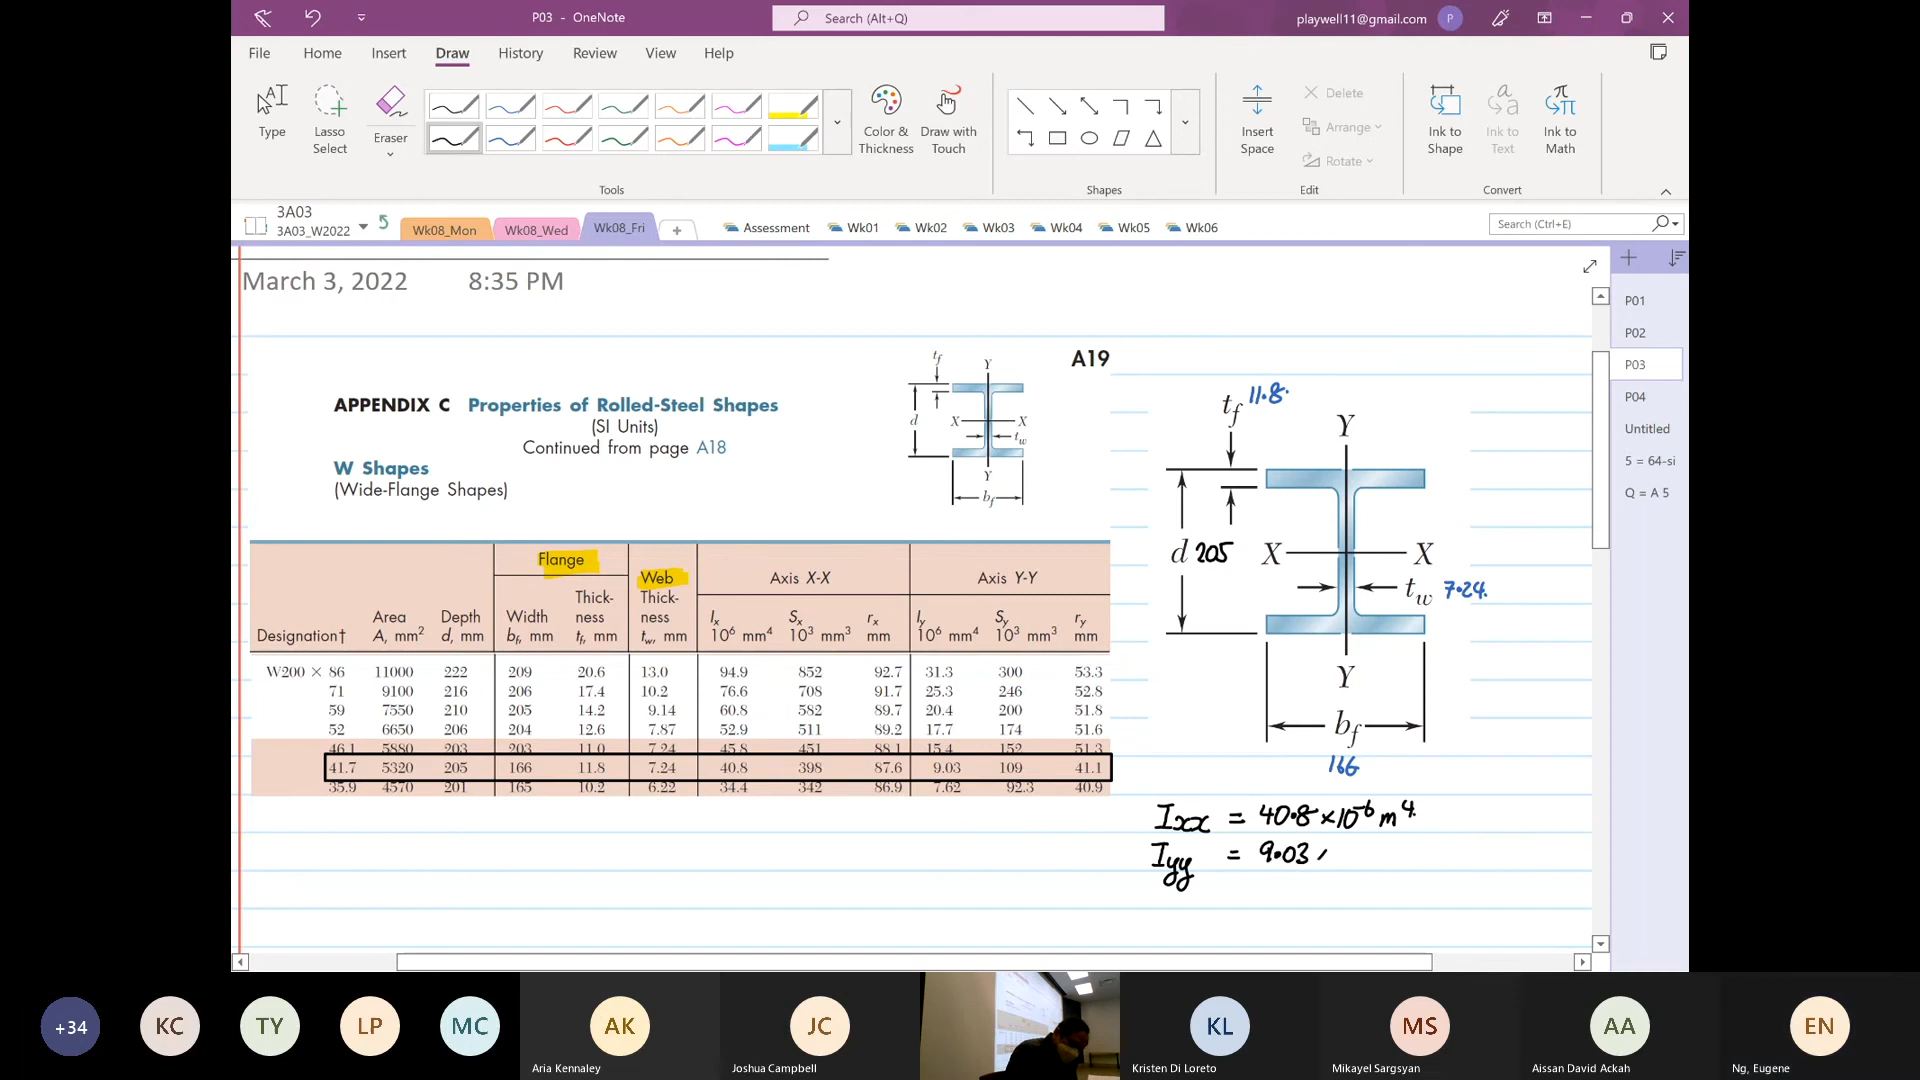 P03 - OneNote
Search (Alt+Q)
playwell11@gmail.com
P
File Home Insert Draw History Review View Help
Type
Lasso Select
Eraser
Color & Thickness
Draw with Touch
Insert Space
Delete
Arrange
Rotate
Ink to Shape
Ink to Text
Ink to Math
Tools Shapes Edit Convert
3A03
3A03_W2022
Wk08_Mon Wk08_Wed Wk08_Fri Assessment Wk01 Wk02 Wk03 Wk04 Wk05 Wk06
Search (Ctrl+E)
March 3, 2022 8:35 PM
P01
P02
P03
P04
Untitled
5 = 64-si
Q = A 5
A19
APPENDIX C Properties of Rolled-Steel Shapes
(SI Units)
Continued from page A18
W Shapes
(Wide-Flange Shapes)
tf
Y
d
X X
tw
Y
bf
Flange Web Axis X-X Axis Y-Y
Designation† Area A, mm² Depth d, mm Width bf, mm Thick-ness tf, mm Thick-ness tw, mm Ix 10⁶ mm⁴ Sx 10³ mm³ rx mm Iy 10⁶ mm⁴ Sy 10³ mm³ ry mm
W200 × 86 11000 222 209 20.6 13.0 94.9 852 92.7 31.3 300 53.3
71 9100 216 206 17.4 10.2 76.6 708 91.7 25.3 246 52.8
59 7550 210 205 14.2 9.14 60.8 582 89.7 20.4 200 51.8
52 6650 206 204 12.6 7.87 52.9 511 89.2 17.7 174 51.6
46.1 5880 203 203 11.0 7.24 45.8 451 88.1 15.4 152 51.3
41.7 5320 205 166 11.8 7.24 40.8 398 87.6 9.03 109 41.1
35.9 4570 201 165 10.2 6.22 34.4 342 86.9 7.62 92.3 40.9
tf 11.8
Y
d 205 X X
tw 7.24
Y
bf
166
Ixx = 40.8 × 10⁻⁶ m⁴
Iyy = 9.03
+34 KC TY LP MC AK JC KL MS AA EN
Aria Kennaley
Joshua Campbell
Kristen Di Loreto
Mikayel Sargsyan
Aissan David Ackah
Ng, Eugene